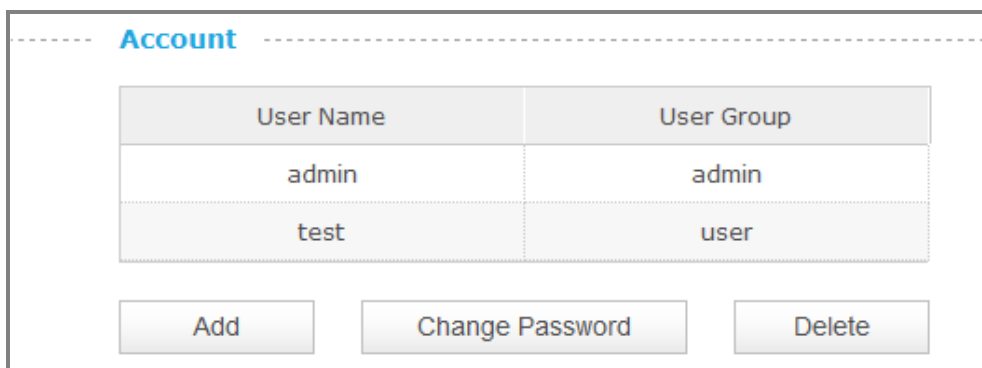 Account
User Name User Group
admin admin
test user
Add Change Password Delete